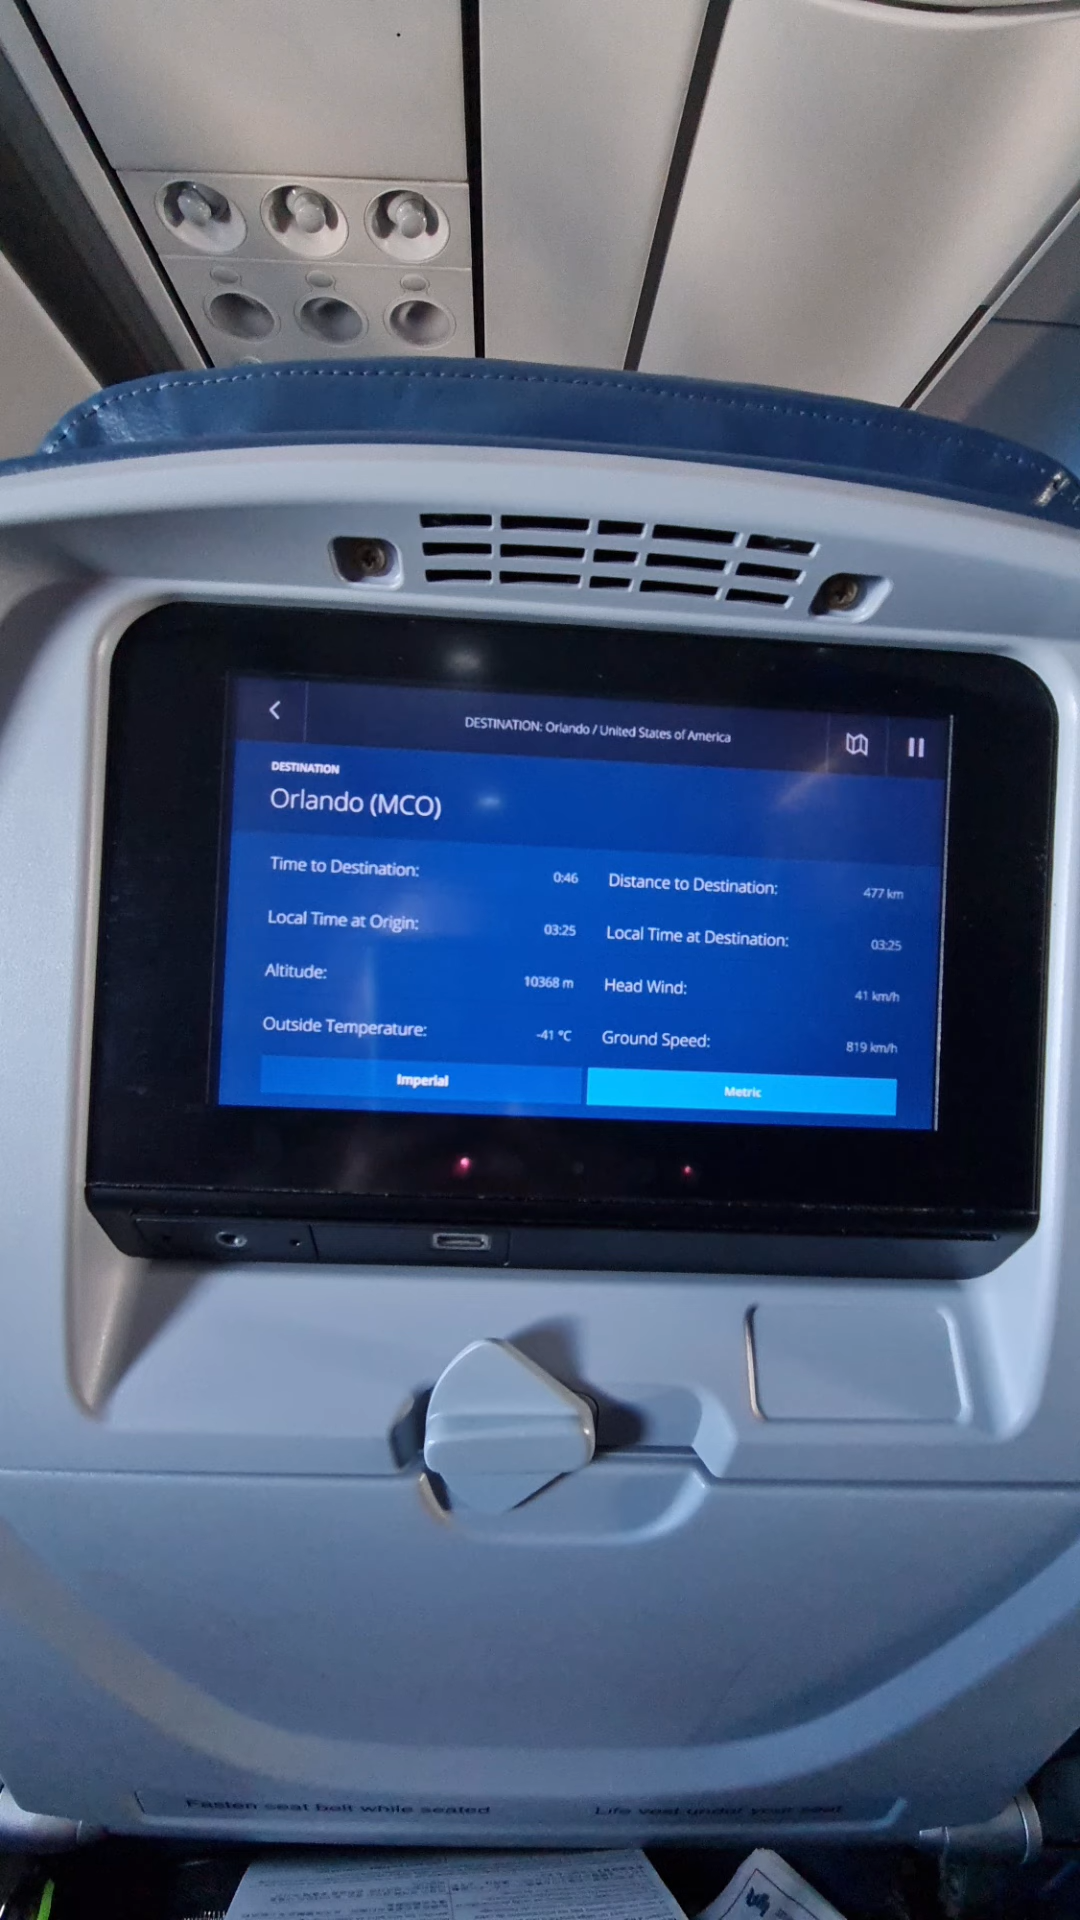 DESTINATION: Orlando / United States of America
DESTINATION
Orlando (MCO)
Time to Destination: 0:46 Distance to Destination: 477 km
Local Time at Origin: 03:25 Local Time at Destination: 03:25
Altitude: 10368 m Head Wind: 41 km/h
Outside Temperature: -41 °C Ground Speed: 819 km/h
Imperial Metric
Fasten seat belt while seated Life vest under your seat